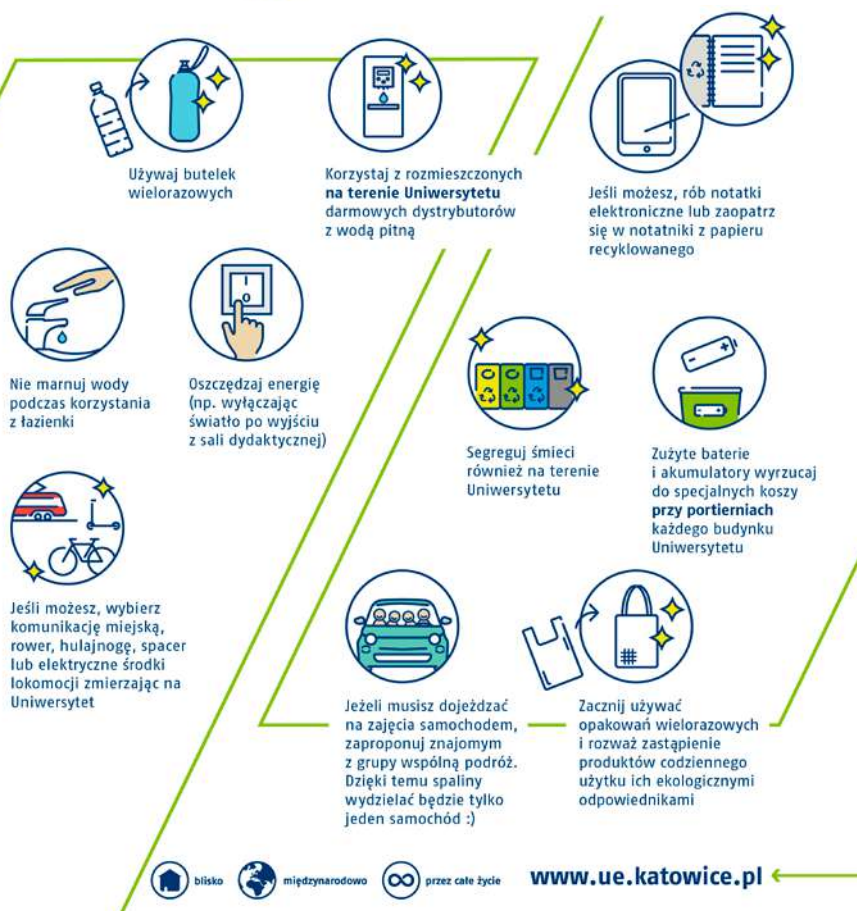 Używaj butelek
wielorazowych
Korzystaj z rozmieszczonych
na terenie Uniwersytetu
darmowych dystrybutorów
z wodą pitną
Jeśli możesz, rób notatki
elektroniczne lub zaopatrz
się w notatniki z papieru
recyklowanego
Nie marnuj wody
podczas korzystania
z łazienki
Oszczędzaj energię
(np. wyłączając
światło po wyjściu
z sali dydaktycznej)
Segreguj śmieci
również na terenie
Uniwersytetu
Zużyte baterie
i akumulatory wyrzucaj
do specjalnych koszy
przy portierniach
każdego budynku
Uniwersytetu
Jeśli możesz, wybierz
komunikację miejską,
rower, hulajnogę, spacer
lub elektryczne środki
lokomocji zmierzając na
Uniwersytet
Jeżeli musisz dojeżdzać
na zajęcia samochodem,
zaproponuj znajomym
z grupy wspólną podróż.
Dzięki temu spaliny
wydzielać będzie tylko
jeden samochód :)
Zacznij używać
opakowań wielorazowych
i rozważ zastąpienie
produktów codziennego
użytku ich ekologicznymi
odpowiednikami
blisko
międzynarodowo
przez całe życie
www.ue.katowice.pl